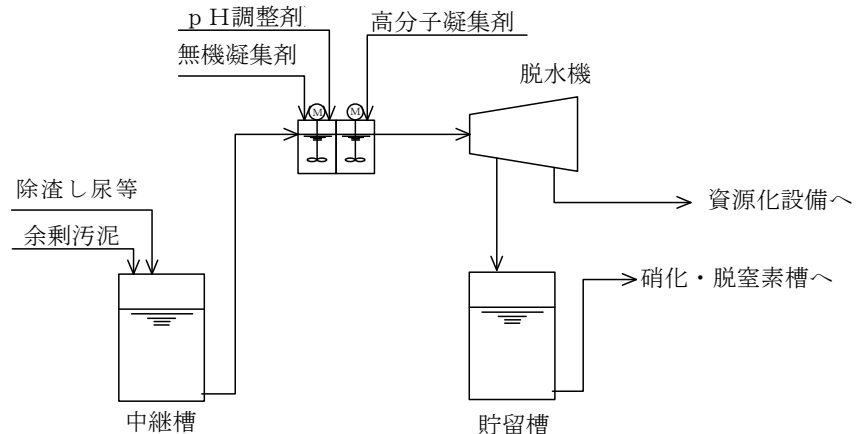 ｐＨ調整剤
高分子凝集剤
無機凝集剤
脱水機
M
M
除渣し尿等
余剰汚泥
資源化設備へ
硝化・脱窒素槽へ
中継槽
貯留槽